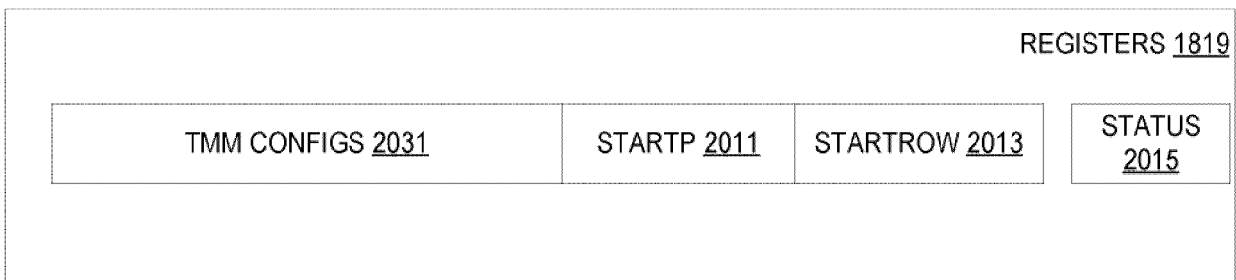 REGISTERS 1819
TMM CONFIGS 2031
STARTP 2011
STARTROW 2013
STATUS
2015